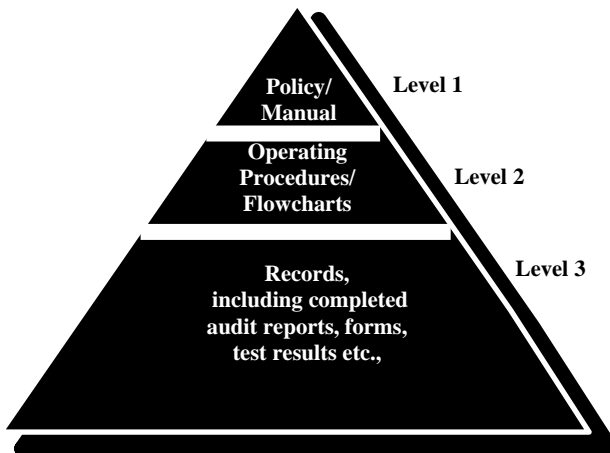 Policy/
Manual
Level 1
Operating
Procedures/
Flowcharts
Level 2
Records,
including completed
audit reports, forms,
test results etc.,
Level 3